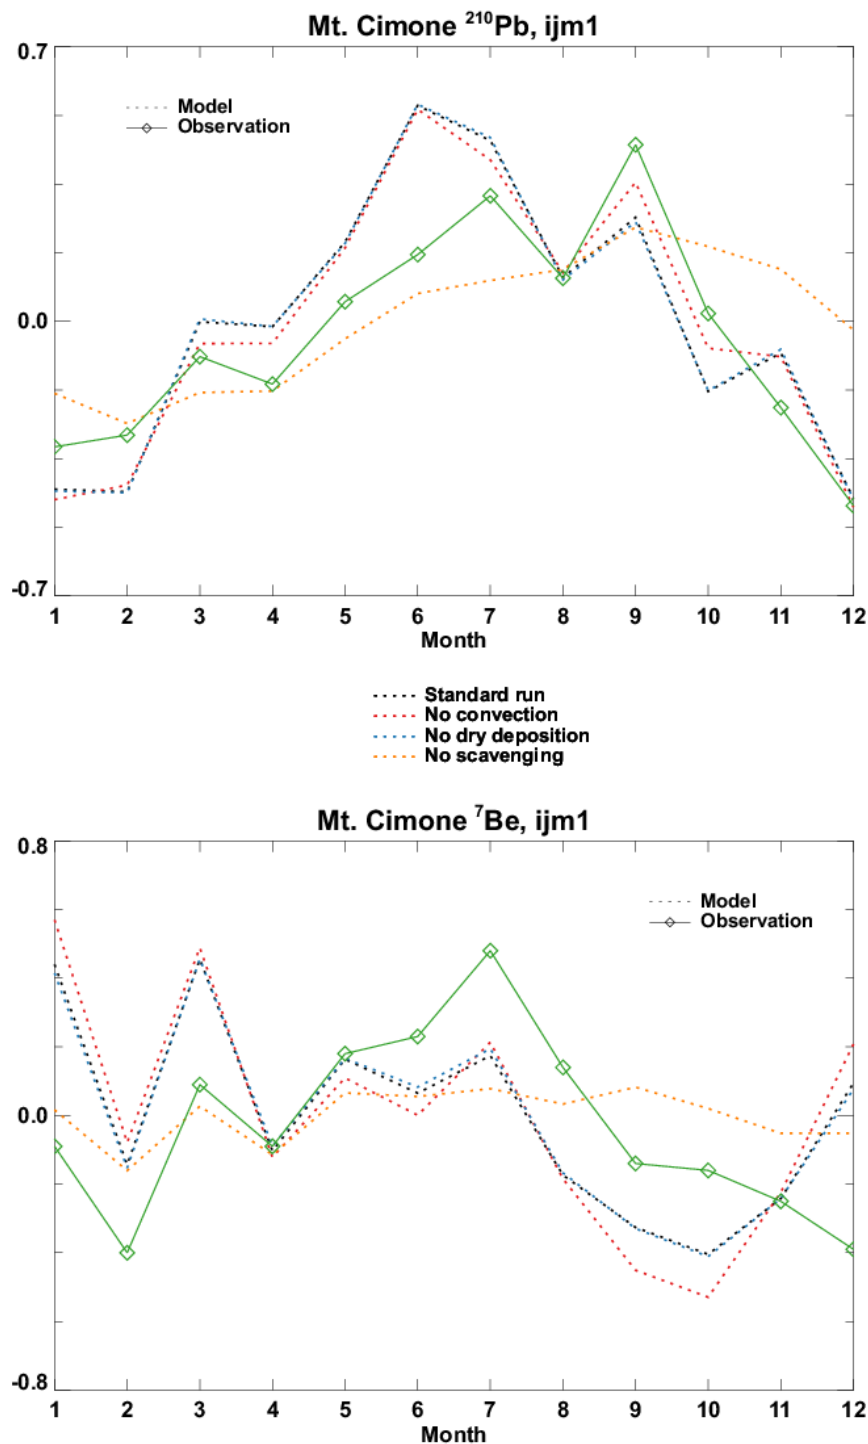 Mt. Cimone ²¹⁰Pb, ijm1
0.7
Model
Observation
0.0
-0.7
1 2 3 4 5 6 7 8 9 10 11 12
Month
Standard run
No convection
No dry deposition
No scavenging
Mt. Cimone ⁷Be, ijm1
0.8
Model
Observation
0.0
-0.8
1 2 3 4 5 6 7 8 9 10 11 12
Month